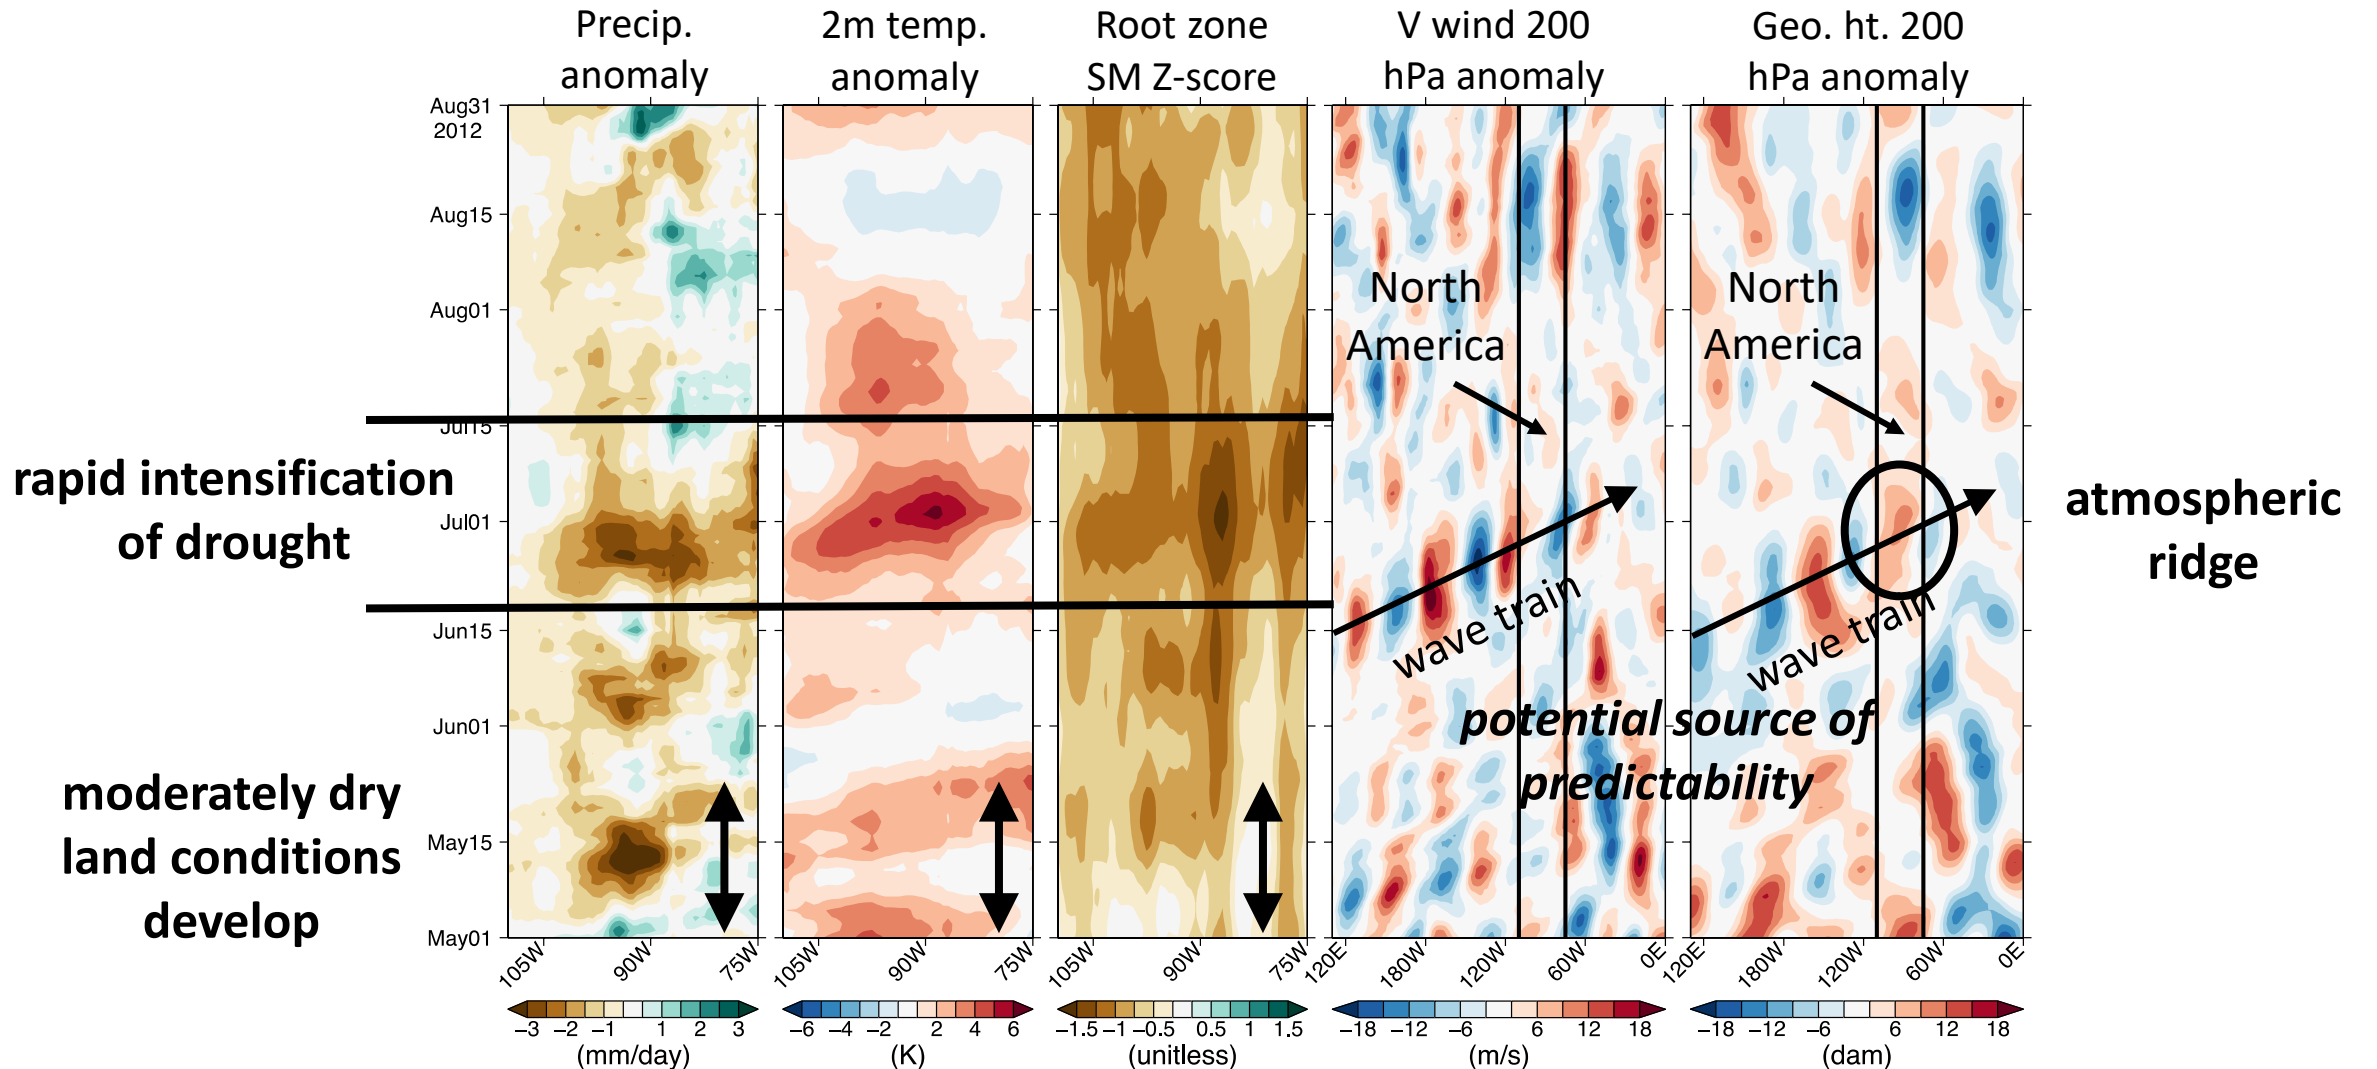 Precip.
anomaly
2m temp.
anomaly
Root zone
SM Z-score
V wind 200
hPa anomaly
Geo. ht. 200
hPa anomaly
Aug31
2012
Aug15
Aug01
Jul15
Jul01
Jun15
Jun01
May15
May01
rapid intensification
of drought
moderately dry
land conditions
develop
North
America
North
America
wave train
wave train
potential source of
predictability
atmospheric
ridge
105W 90W 75W
105W 90W 75W
105W 90W 75W
120E 180W 120W 60W 0E
120E 180W 120W 60W 0E
−3 −2 −1 1 2 3
(mm/day)
−6 −4 −2 2 4 6
(K)
−1.5 −1 −0.5 0.5 1 1.5
(unitless)
−18 −12 −6 6 12 18
(m/s)
−18 −12 −6 6 12 18
(dam)